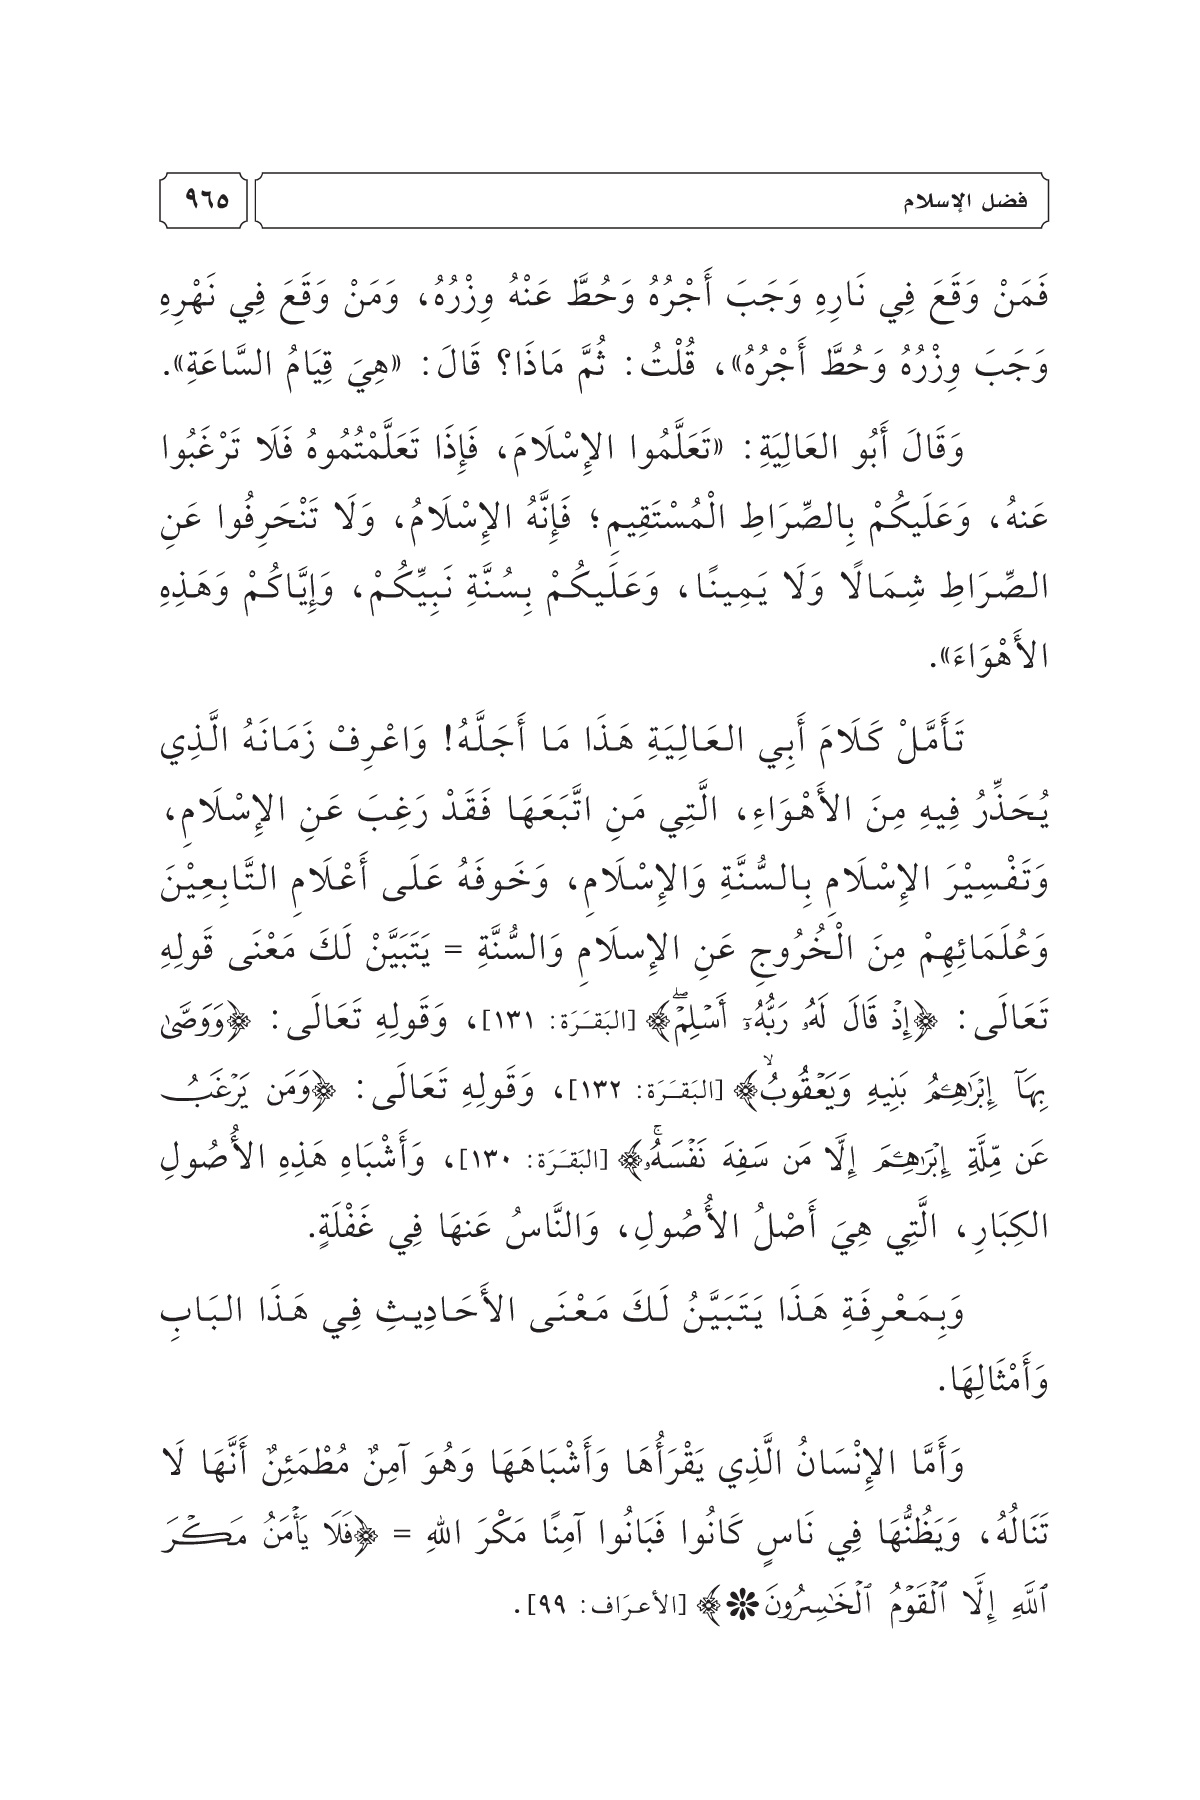 فضل الإسلام ٩٦٥
فَمَنْ وَقَعَ فِي نَارِهِ وَجَبَ أَجْرُهُ وَحُطَّ عَنْهُ وِزْرُهُ، وَمَنْ وَقَعَ فِي نَهْرِهِ
وَجَبَ وِزْرُهُ وَحُطَّ أَجْرُهُ»، قُلْتُ: ثُمَّ مَاذَا؟ قَالَ: «هِيَ قِيَامُ السَّاعَةِ».
وَقَالَ أَبُو العَالِيَةِ: «تَعَلَّمُوا الإِسْلَامَ، فَإِذَا تَعَلَّمْتُمُوهُ فَلَا تَرْغَبُوا
عَنهُ، وَعَلَيكُمْ بِالصِّرَاطِ الْمُسْتَقِيمِ؛ فَإِنَّهُ الإِسْلَامُ، وَلَا تَنْحَرِفُوا عَنِ
الصِّرَاطِ شِمَالًا وَلَا يَمِينًا، وَعَلَيكُمْ بِسُنَّةِ نَبِيِّكُمْ، وَإِيَّاكُمْ وَهَذِهِ
الأَهْوَاءَ».
تَأَمَّلْ كَلَامَ أَبِي العَالِيَةِ هَذَا مَا أَجَلَّهُ! وَاعْرِفْ زَمَانَهُ الَّذِي
يُحَذِّرُ فِيهِ مِنَ الأَهْوَاءِ، الَّتِي مَنِ اتَّبَعَهَا فَقَدْ رَغِبَ عَنِ الإِسْلَامِ،
وَتَفْسِيْرَ الإِسْلَامِ بِالسُّنَّةِ وَالإِسْلَامِ، وَخَوفَهُ عَلَى أَعْلَامِ التَّابِعِيْنَ
وَعُلَمَائِهِمْ مِنَ الْخُرُوجِ عَنِ الإِسلَامِ وَالسُّنَّةِ = يَتَبَيَّنْ لَكَ مَعْنَى قَولِهِ
تَعَالَى: ﴿إِذۡ قَالَ لَهُۥ رَبُّهُۥٓ أَسۡلِمۡۖ﴾ [البَقَرَة: ١٣١]، وَقَولِهِ تَعَالَى: ﴿وَوَصَّىٰ
بِهَآ إِبۡرَٰهِـۧمُ بَنِيهِ وَيَعۡقُوبُۙ﴾ [البَقَرَة: ١٣٢]، وَقَولِهِ تَعَالَى: ﴿وَمَن يَرۡغَبُ
عَن مِّلَّةِ إِبۡرَٰهِـۧمَ إِلَّا مَن سَفِهَ نَفۡسَهُۥۚ﴾ [البَقَرَة: ١٣٠]، وَأَشْبَاهِ هَذِهِ الأُصُولِ
الكِبَارِ، الَّتِي هِيَ أَصْلُ الأُصُولِ، وَالنَّاسُ عَنهَا فِي غَفْلَةٍ.
وَبِمَعْرِفَةِ هَذَا يَتَبَيَّنُ لَكَ مَعْنَى الأَحَادِيثِ فِي هَذَا البَابِ
وَأَمْثَالِهَا.
وَأَمَّا الإِنْسَانُ الَّذِي يَقْرَأُهَا وَأَشْبَاهَهَا وَهُوَ آمِنٌ مُطْمَئِنٌ أَنَّهَا لَا
تَنَالُهُ، وَيَظُنُّهَا فِي نَاسٍ كَانُوا فَبَانُوا آمِنًا مَكْرَ اللهِ = ﴿فَلَا يَأۡمَنُ مَكۡرَ
ٱللَّهِ إِلَّا ٱلۡقَوۡمُ ٱلۡخَٰسِرُونَ﴾ [الأعرَاف: ٩٩].